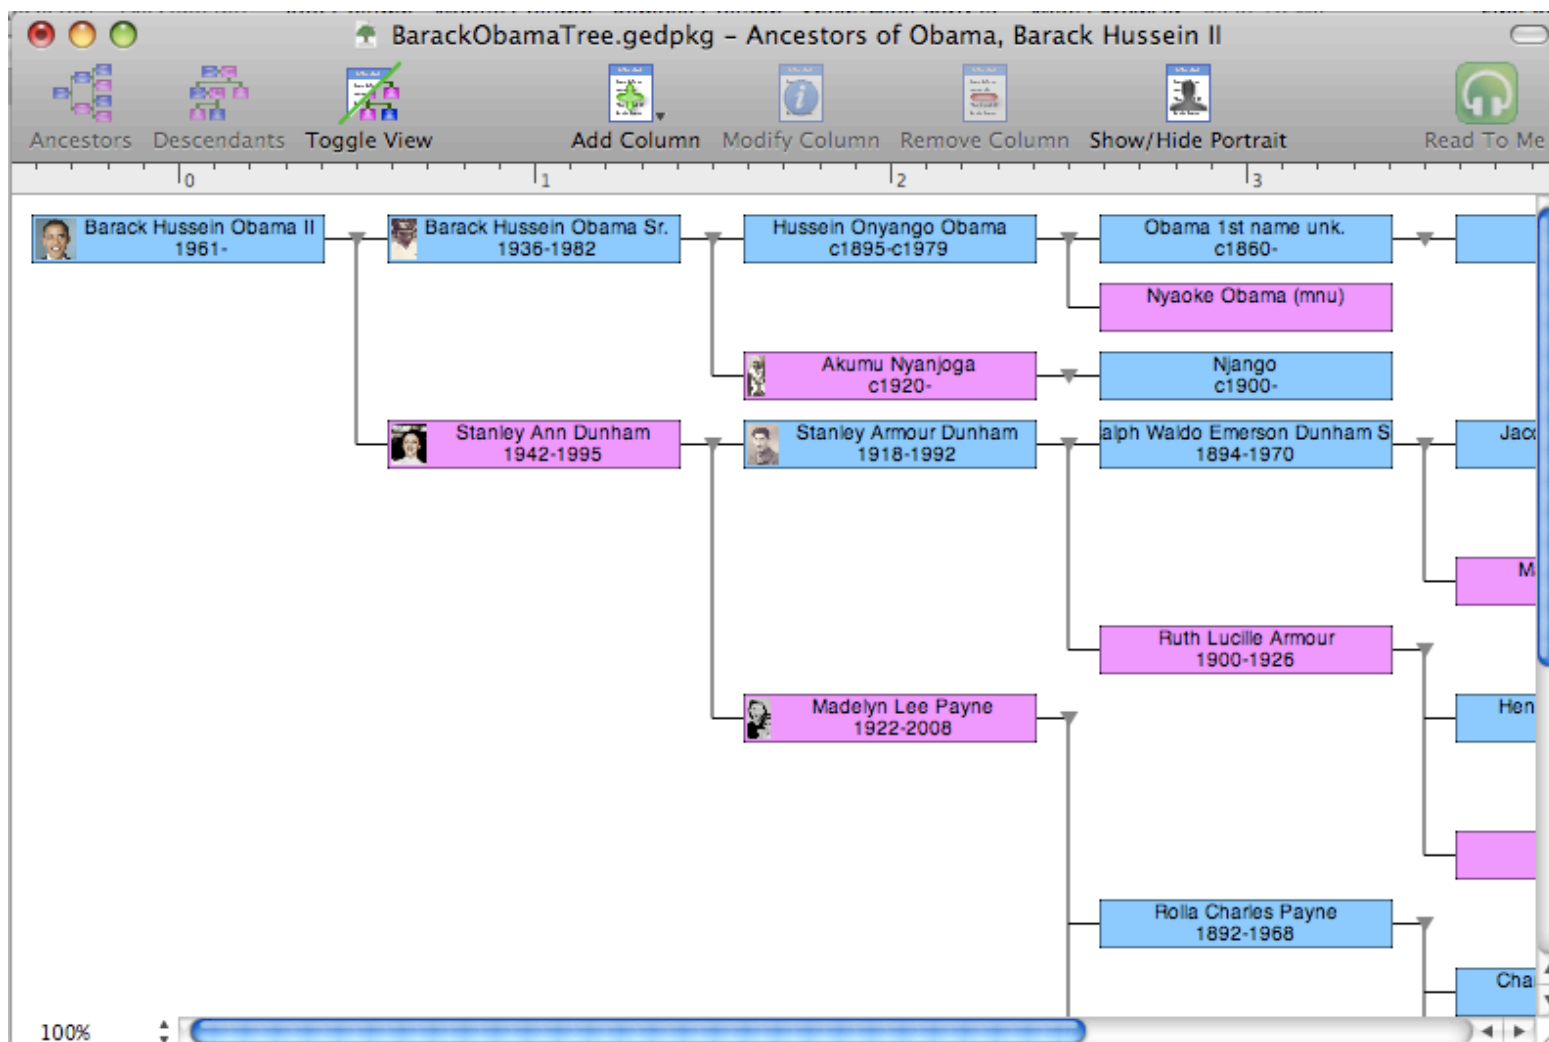 BarackObamaTree.gedpkg – Ancestors of Obama, Barack Hussein II
Ancestors Descendants Toggle View Add Column Modify Column Remove Column Show/Hide Portrait Read To Me
0 1 2 3
Barack Hussein Obama II
1961-
Barack Hussein Obama Sr.
1936-1982
Hussein Onyango Obama
c1895-c1979
Obama 1st name unk.
c1860-
Nyaoke Obama (mnu)
Akumu Nyanjoga
c1920-
Njango
c1900-
Stanley Ann Dunham
1942-1995
Stanley Armour Dunham
1918-1992
alph Waldo Emerson Dunham S
1894-1970
Jac
M
Ruth Lucille Armour
1900-1926
Madelyn Lee Payne
1922-2008
Hen
Rolla Charles Payne
1892-1968
Cha
100%